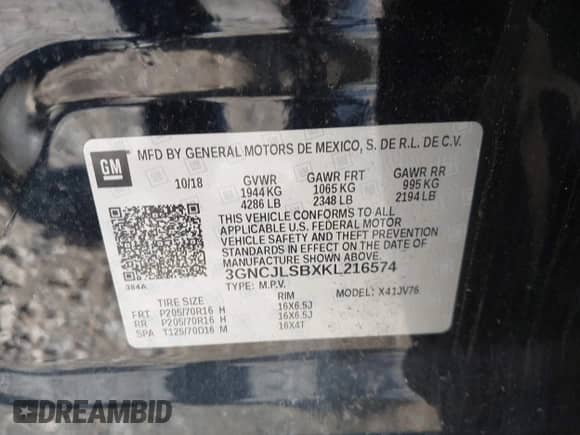 GM
MFD BY GENERAL MOTORS DE MEXICO, S. DE R.L. DE C.V.
10/18 GVWR GAWR FRT GAWR RR
1944 KG 1065 KG 995 KG
4286 LB 2348 LB 2194 LB
THIS VEHICLE CONFORMS TO ALL
APPLICABLE U.S. FEDERAL MOTOR
VEHICLE SAFETY AND THEFT PREVENTION
STANDARDS IN EFFECT ON THE DATE OF
MANUFACTURE SHOWN ABOVE.
3GNCJLSBXKL216574
384A TYPE: M.P.V. MODEL: X41JV76
TIRE SIZE RIM
FRT P205/70R16 H 16X6.5J
RR P205/70R16 H 16X6.5J
SPA T125/70D16 M 16X4T
DREAMBID